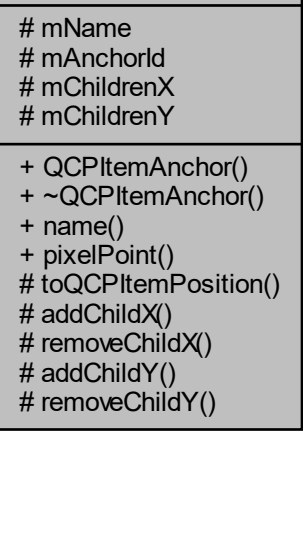 # mName
# mAnchorId
# mChildrenX
# mChildrenY
+ QCPItemAnchor()
+ ~QCPItemAnchor()
+ name()
+ pixelPoint()
# toQCPItemPosition()
# addChildX()
# removeChildX()
# addChildY()
# removeChildY()